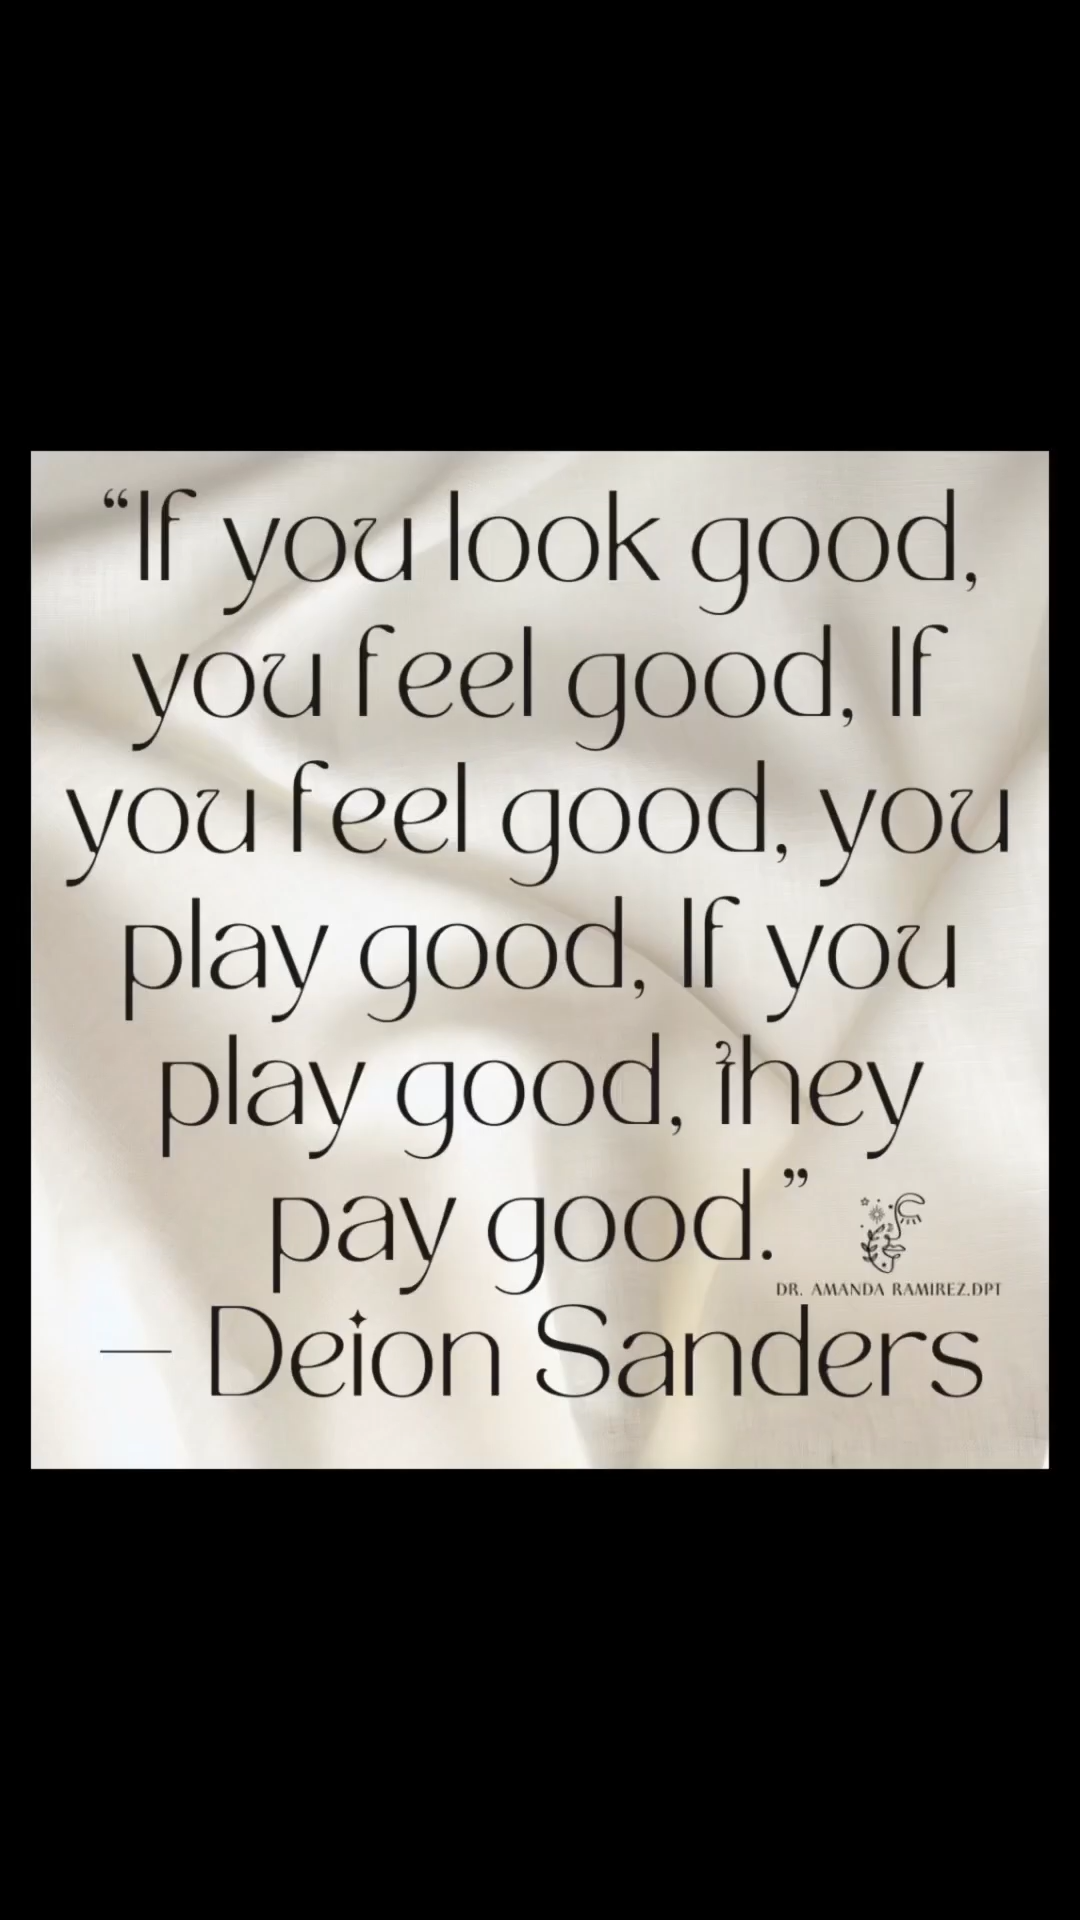 “If you look good,
you feel good, If
you feel good, you
play good, If you
play good, they
pay good.”
DR. AMANDA RAMIREZ.DPT
— Deion Sanders